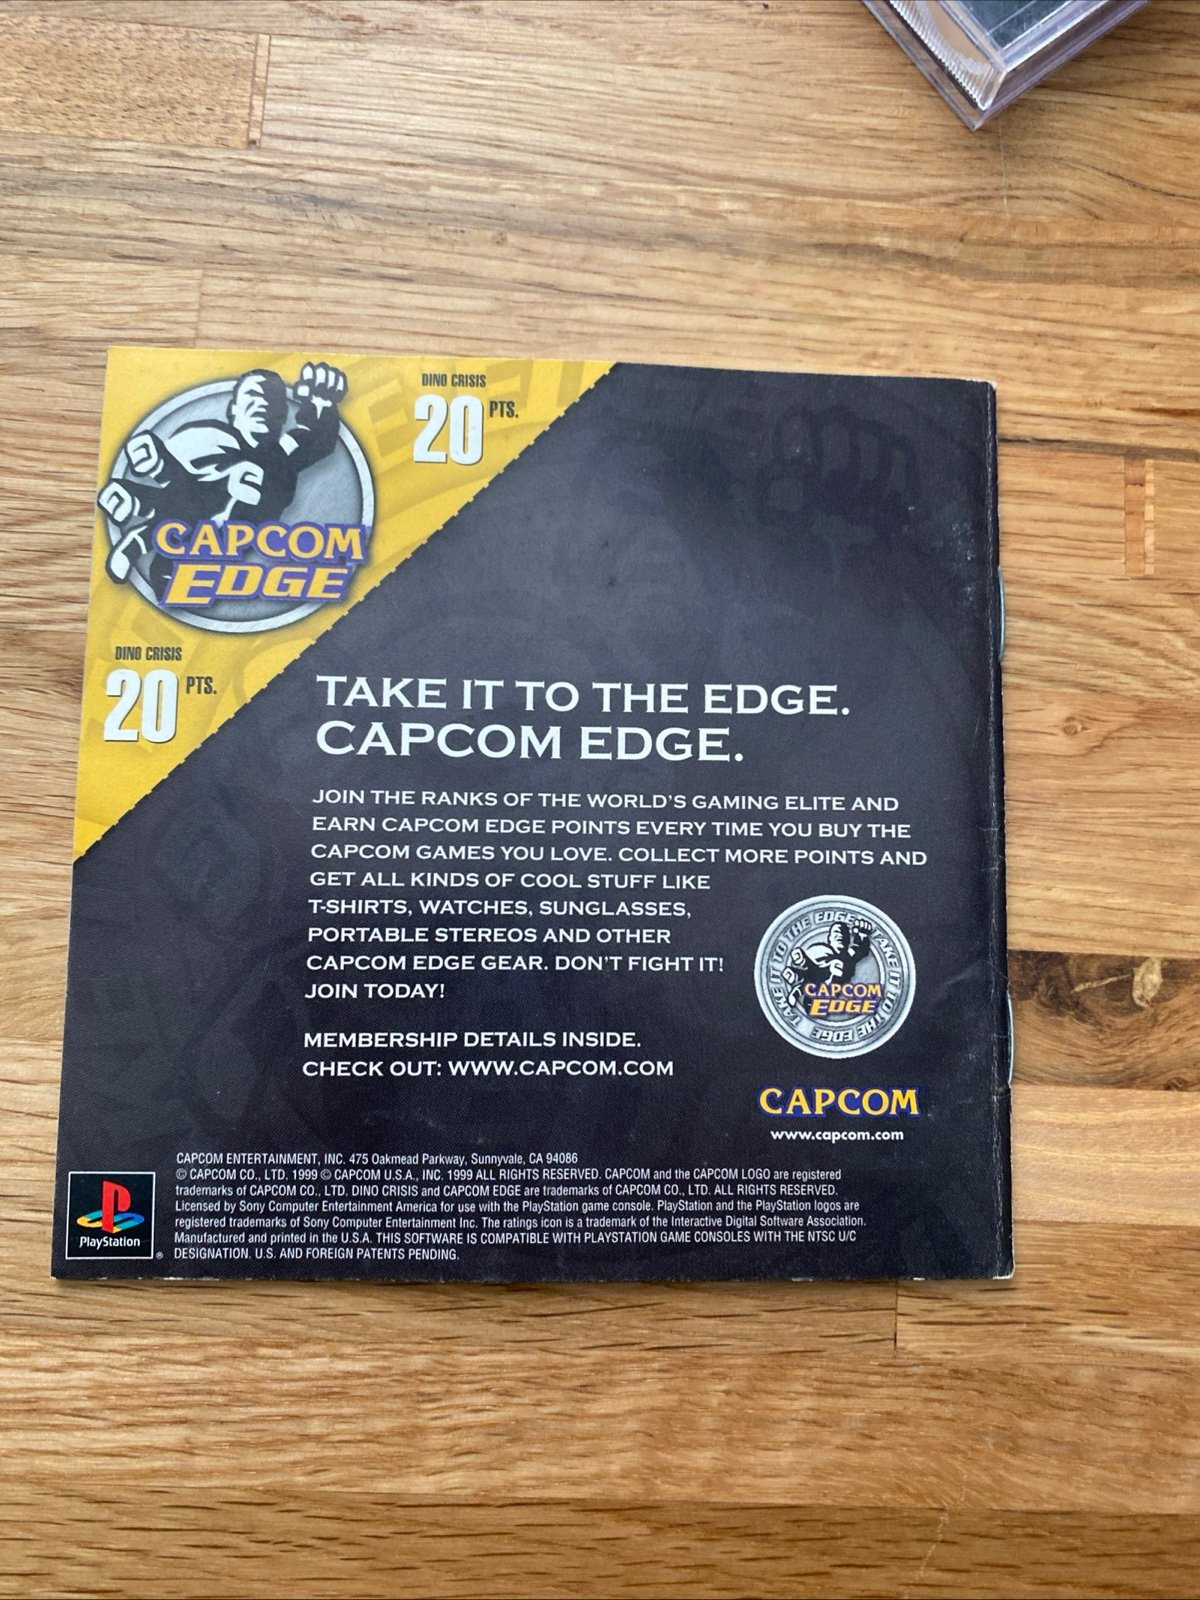 DINO CRISIS
20 PTS.
CAPCOM
EDGE
DINO CRISIS
20 PTS.
TAKE IT TO THE EDGE.
CAPCOM EDGE.
JOIN THE RANKS OF THE WORLD'S GAMING ELITE AND
EARN CAPCOM EDGE POINTS EVERY TIME YOU BUY THE
CAPCOM GAMES YOU LOVE. COLLECT MORE POINTS AND
GET ALL KINDS OF COOL STUFF LIKE
T-SHIRTS, WATCHES, SUNGLASSES,
PORTABLE STEREOS AND OTHER
CAPCOM EDGE GEAR. DON'T FIGHT IT!
JOIN TODAY!
TAKE IT TO THE EDGE TAKE IT TO THE EDGE
CAPCOM
EDGE
MEMBERSHIP DETAILS INSIDE.
CHECK OUT: WWW.CAPCOM.COM
CAPCOM
www.capcom.com
CAPCOM ENTERTAINMENT, INC. 475 Oakmead Parkway, Sunnyvale, CA 94086
© CAPCOM CO., LTD. 1999 © CAPCOM U.S.A., INC. 1999 ALL RIGHTS RESERVED. CAPCOM and the CAPCOM LOGO are registered
trademarks of CAPCOM CO., LTD. DINO CRISIS and CAPCOM EDGE are trademarks of CAPCOM CO., LTD. ALL RIGHTS RESERVED.
Licensed by Sony Computer Entertainment America for use with the PlayStation game console. PlayStation and the PlayStation logos are
registered trademarks of Sony Computer Entertainment Inc. The ratings icon is a trademark of the Interactive Digital Software Association.
Manufactured and printed in the U.S.A. THIS SOFTWARE IS COMPATIBLE WITH PLAYSTATION GAME CONSOLES WITH THE NTSC U/C
DESIGNATION. U.S. AND FOREIGN PATENTS PENDING.
PlayStation ®